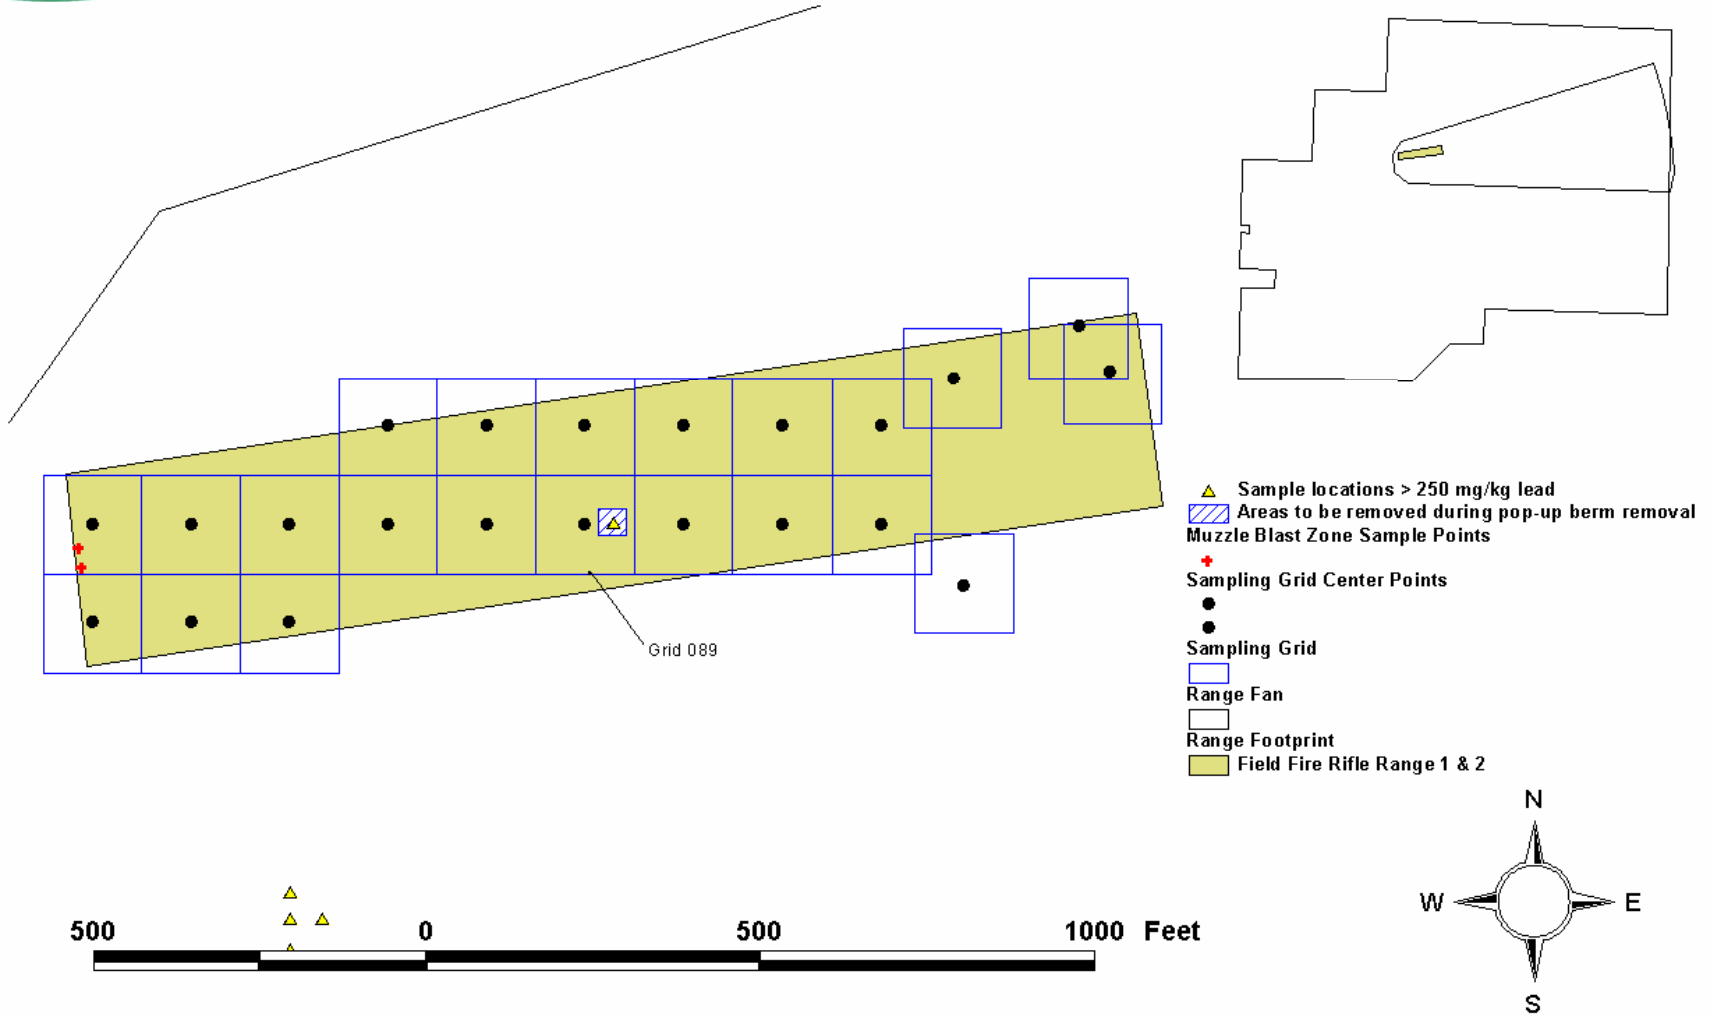 Sample locations > 250 mg/kg lead
Areas to be removed during pop-up berm removal
Muzzle Blast Zone Sample Points
Sampling Grid Center Points
Sampling Grid
Range Fan
Range Footprint
Field Fire Rifle Range 1 & 2
Grid 089
N
W
E
S
500 0 500 1000 Feet